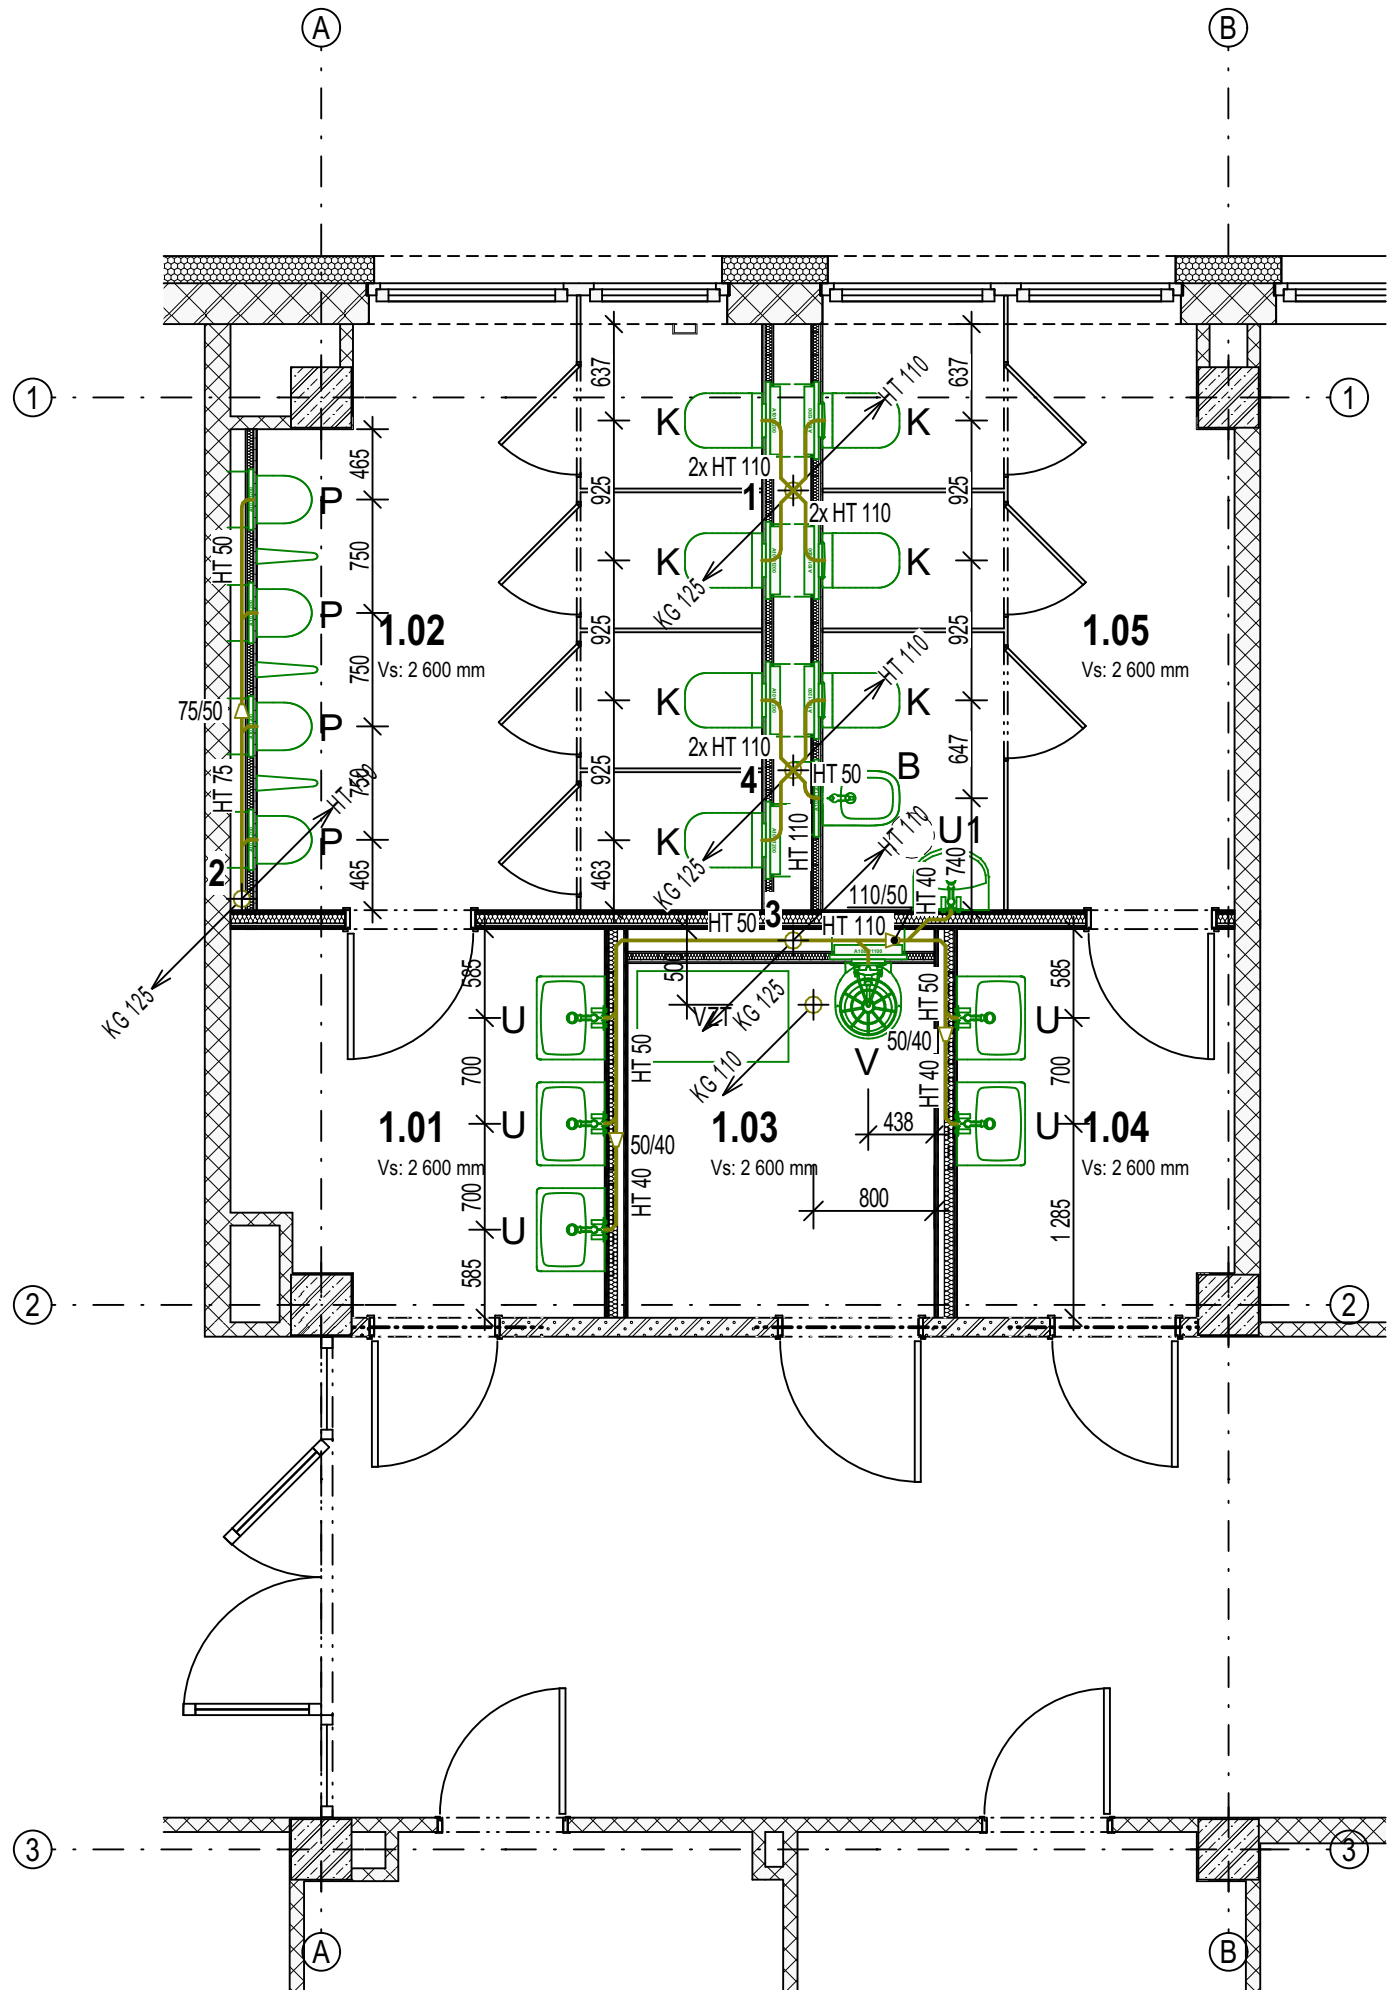 A
B
637
637
HT 110
1
1
K
K
465
2x HT 110
1
925
925
2x HT 110
P
HT 50
750
K
K
KG 125
P
1.02
Vs: 2 600 mm
925
925
1.05
Vs: 2 600 mm
HT 110
750
75/50
P
K
K
2x HT 110
647
4
HT 50
B
HT 75
750
925
HT 110
HT 110
U1
P
K
740
2
465
463
KG 125
HT 40
110/50
3
HT 50
HT 110
585
500
585
KG 125
VZT
KG 125
HT 50
U
U
HT 50
50/40
V
700
KG 110
HT 40
700
1.01
Vs: 2 600 mm
U
50/40
1.03
Vs: 2 600 mm
438
U
1.04
Vs: 2 600 mm
700
HT 40
800
U
1 285
585
2
2
3
3
A
B